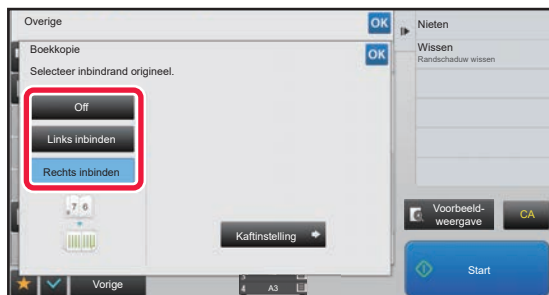 Overige
OK
Nieten
Boekkopie
OK
Wissen
Randschaduw wissen
Selecteer inbindrand origineel.
Off
Links inbinden
Rechts inbinden
7 6
Voorbeeld-
weergave
CA
Kaftinstelling
Start
Vorige
4 A3